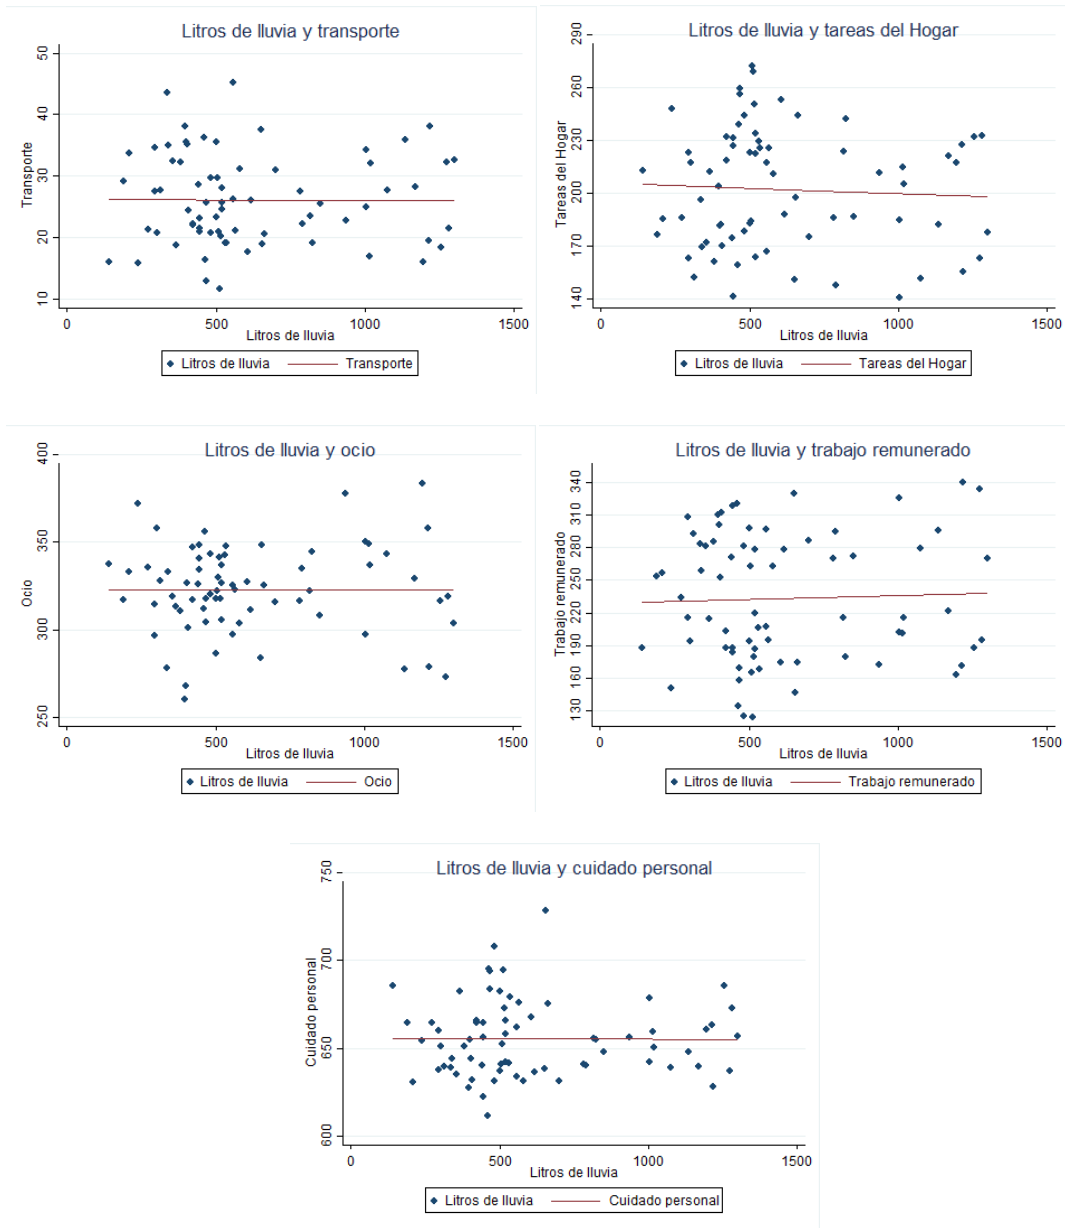 Litros de lluvia y transporte
50
40
30
20
10
Transporte
0 500 1000 1500
Litros de lluvia
Litros de lluvia Transporte
Litros de lluvia y tareas del Hogar
290
260
230
200
170
140
Tareas del Hogar
0 500 1000 1500
Litros de lluvia
Litros de lluvia Tareas del Hogar
Litros de lluvia y ocio
400
350
300
250
Ocio
0 500 1000 1500
Litros de lluvia
Litros de lluvia Ocio
Litros de lluvia y trabajo remunerado
340
310
280
250
220
190
160
130
Trabajo remunerado
0 500 1000 1500
Litros de lluvia
Litros de lluvia Trabajo remunerado
Litros de lluvia y cuidado personal
750
700
650
600
Cuidado personal
0 500 1000 1500
Litros de lluvia
Litros de lluvia Cuidado personal